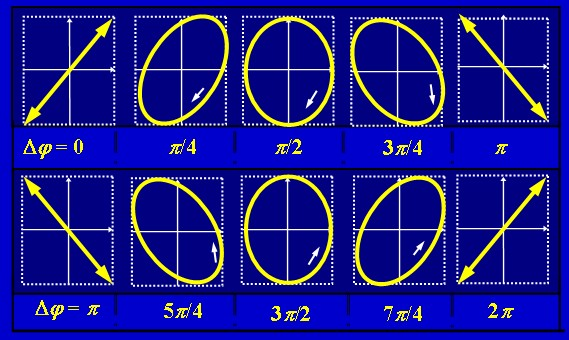 Δφ = 0 π/4 π/2 3π/4 π
Δφ = π 5π/4 3π/2 7π/4 2π